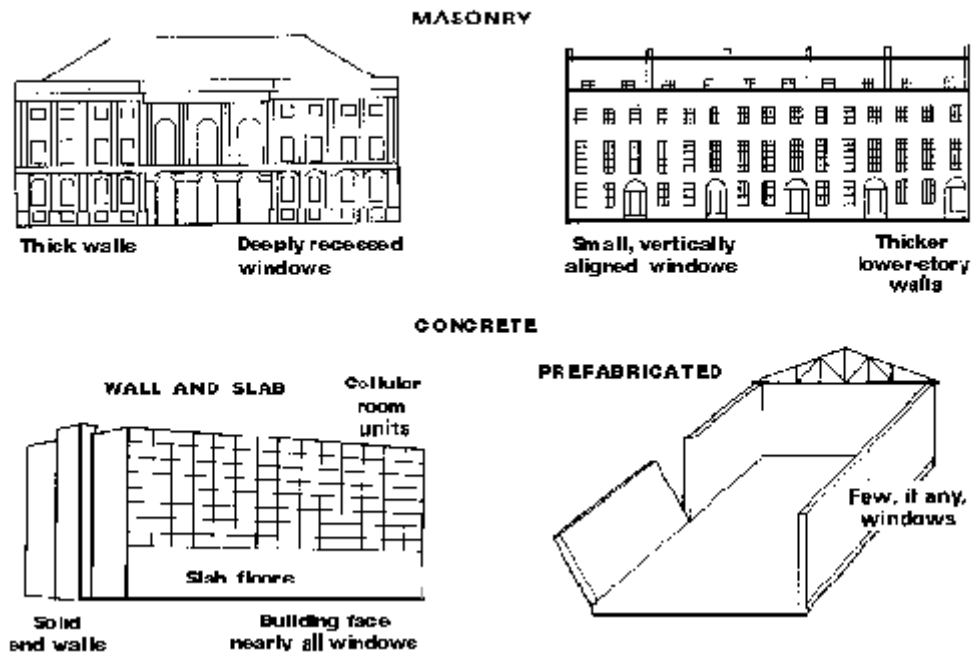 MASONRY
Thick walls
Deeply recessed
windows
Small, vertically
aligned windows
Thicker
lower-story
walls
CONCRETE
WALL AND SLAB
Cellular
room
units
Slab floors
Solid
end walls
Building face
nearly all windows
PREFABRICATED
Few, if any,
windows